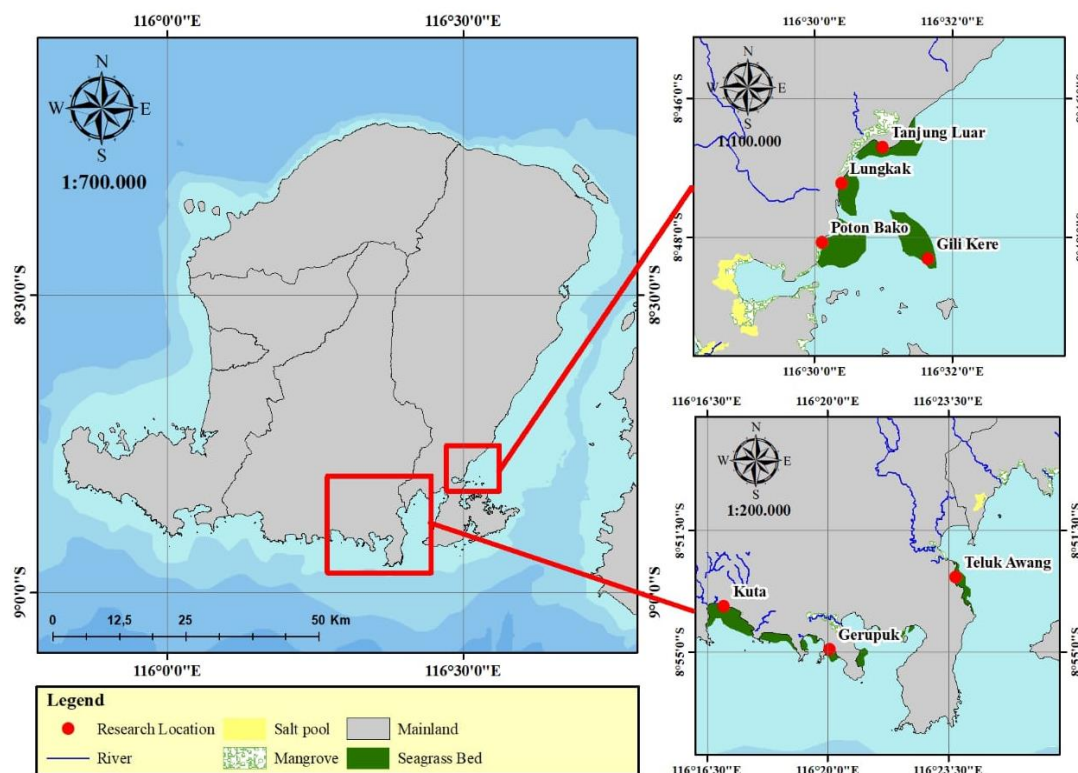 116°0'0"E 116°30'0"E
N
W E
S
1:700.000
8°30'0"S 8°30'0"S
9°0'0"S 9°0'0"S
0 12,5 25 50 Km
116°0'0"E 116°30'0"E
116°30'0"E 116°32'0"E
N
W E
S
1:100.000
8°46'0"S
Tanjung Luar
Lungkak
Poton Bako
8°48'0"S
Gili Kere
116°30'0"E 116°32'0"E
116°16'30"E 116°20'0"E 116°23'30"E
N
W E
S
1:200.000
8°51'30"S 8°51'30"S
Teluk Awang
Kuta
Gerupuk
8°55'0"S 8°55'0"S
116°16'30"E 116°20'0"E 116°23'30"E
Legend
Research Location Salt pool Mainland
River Mangrove Seagrass Bed